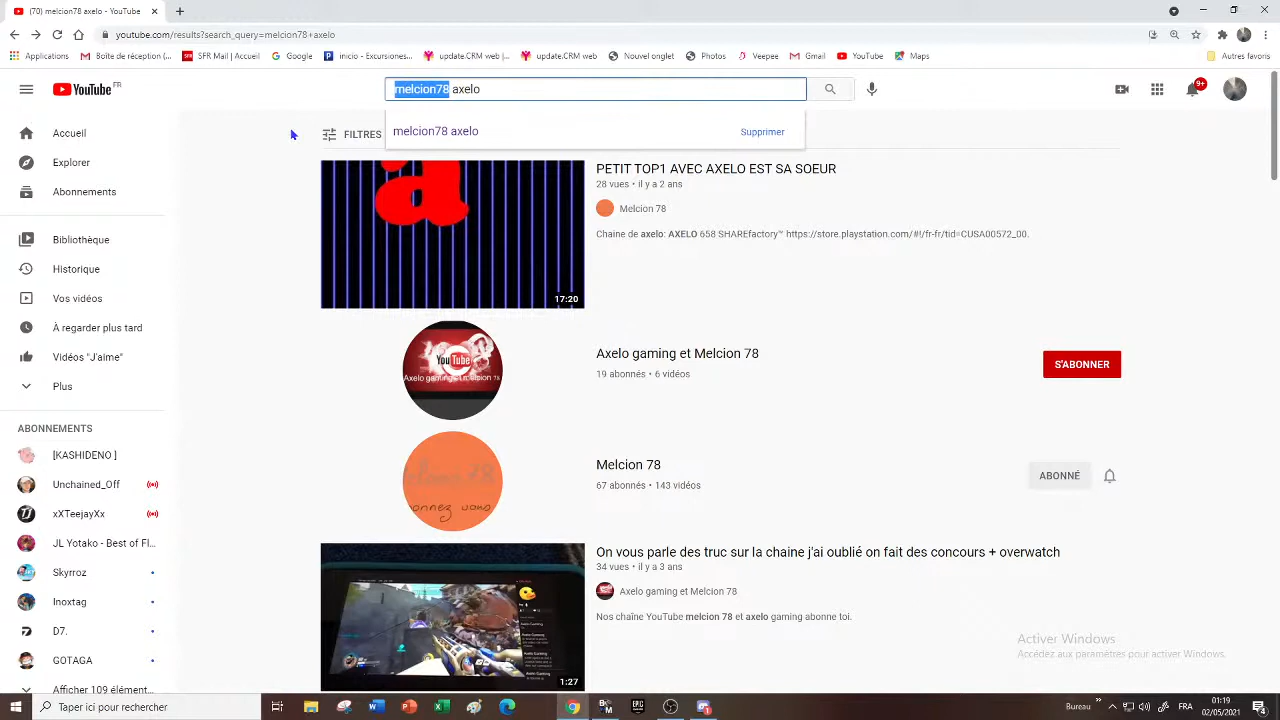 (70) melcion78 axelo - YouTube
youtube.com/results?search_query=melcion78+axelo
Applications
Boîte de réception (...
SFR SFR Mail | Accueil
Google
inicio - Excursiones...
update.CRM web |...
update.CRM web
Nouvel onglet
Photos
Veepee
Gmail
YouTube
Maps
Autres favoris
YouTube FR
melcion78 axelo
9+
melcion78 axelo
Supprimer
Accueil
Explorer
Abonnements
Bibliothèque
Historique
Vos vidéos
À regarder plus tard
Vidéos "J'aime"
Plus
ABONNEMENTS
[KASHIDENO ]
Unchained_Off
xXTeejayXx
JL Yotako - Best of Fl...
Skyrroz
Inoxtag
FILTRES
a
17:20
PETIT TOP1 AVEC AXELO EST SA SOEUR
28 vues • il y a 2 ans
Melcion 78
Chaine de axelo: AXELO 658 SHAREfactory™ https://store.playstation.com/#!/fr-fr/tid=CUSA00572_00.
YouTube
Axelo gaming et Melcion 78
19 abonnés • 6 vidéos
S'ABONNER
Melcion 78
67 abonnés • 143 vidéos
ABONNÉ
1:27
On vous parle des truc sur la chaine j'ai oublié on fait des concours + overwatch
34 vues • il y a 3 ans
Axelo gaming et Melcion 78
chaîne YouTube melcion 78 et axelo gaming abonne toi.
Activer Windows
Accédez aux paramètres pour activer Windows.
Taper ici pour rechercher
Bureau
FRA
01:19
02/05/2021